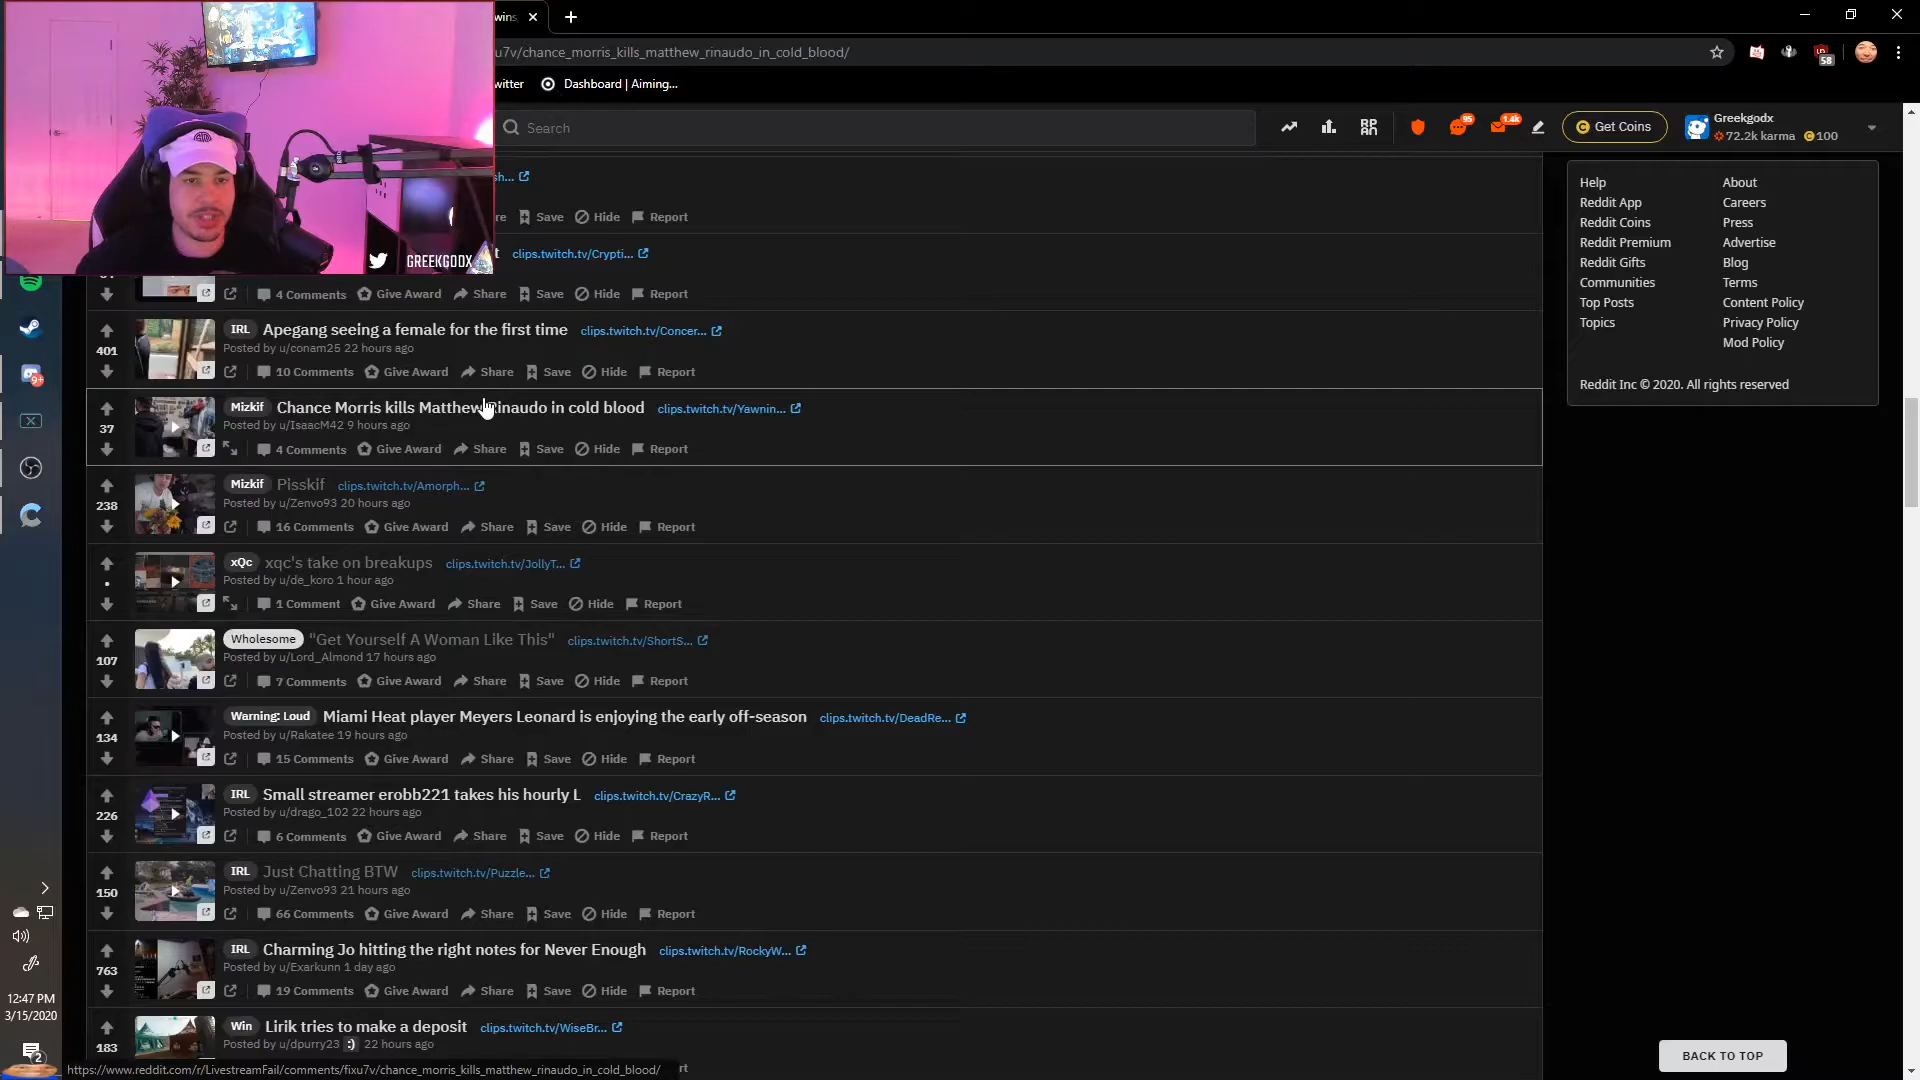 wins
u7v/chance_morris_kills_matthew_rinaudo_in_cold_blood/
58
witter
Dashboard | Aiming...
Search
95
1.4k
Get Coins
Greekgodx
72.2k karma
100
GREEKGODX
sh...
Save Hide Report
Help About
Reddit App Careers
Reddit Coins Press
Reddit Premium Advertise
Reddit Gifts Blog
Communities Terms
Top Posts Content Policy
Topics Privacy Policy
Mod Policy
Reddit Inc © 2020. All rights reserved
t clips.twitch.tv/Crypti...
4 Comments Give Award Share Save Hide Report
IRL Apegang seeing a female for the first time clips.twitch.tv/Concer...
Posted by u/conam25 22 hours ago
401
10 Comments Give Award Share Save Hide Report
Mizkif Chance Morris kills Matthew Rinaudo in cold blood clips.twitch.tv/Yawnin...
Posted by u/IsaacM42 9 hours ago
37
4 Comments Give Award Share Save Hide Report
9+
Mizkif Pisskif clips.twitch.tv/Amorph...
Posted by u/Zenvo93 20 hours ago
238
16 Comments Give Award Share Save Hide Report
xQc xqc's take on breakups clips.twitch.tv/JollyT...
Posted by u/de_koro 1 hour ago
•
1 Comment Give Award Share Save Hide Report
Wholesome "Get Yourself A Woman Like This" clips.twitch.tv/ShortS...
Posted by u/Lord_Almond 17 hours ago
107
7 Comments Give Award Share Save Hide Report
Warning: Loud Miami Heat player Meyers Leonard is enjoying the early off-season clips.twitch.tv/DeadRe...
Posted by u/Rakatee 19 hours ago
134
15 Comments Give Award Share Save Hide Report
IRL Small streamer erobb221 takes his hourly L clips.twitch.tv/CrazyR...
Posted by u/drago_102 22 hours ago
226
6 Comments Give Award Share Save Hide Report
IRL Just Chatting BTW clips.twitch.tv/Puzzle...
Posted by u/Zenvo93 21 hours ago
150
66 Comments Give Award Share Save Hide Report
IRL Charming Jo hitting the right notes for Never Enough clips.twitch.tv/RockyW...
Posted by u/Exarkunn 1 day ago
763
19 Comments Give Award Share Save Hide Report
12:47 PM
3/15/2020
2
Win Lirik tries to make a deposit clips.twitch.tv/WiseBr...
Posted by u/dpurry23 :) 22 hours ago
183
BACK TO TOP
https://www.reddit.com/r/LivestreamFail/comments/fixu7v/chance_morris_kills_matthew_rinaudo_in_cold_blood/